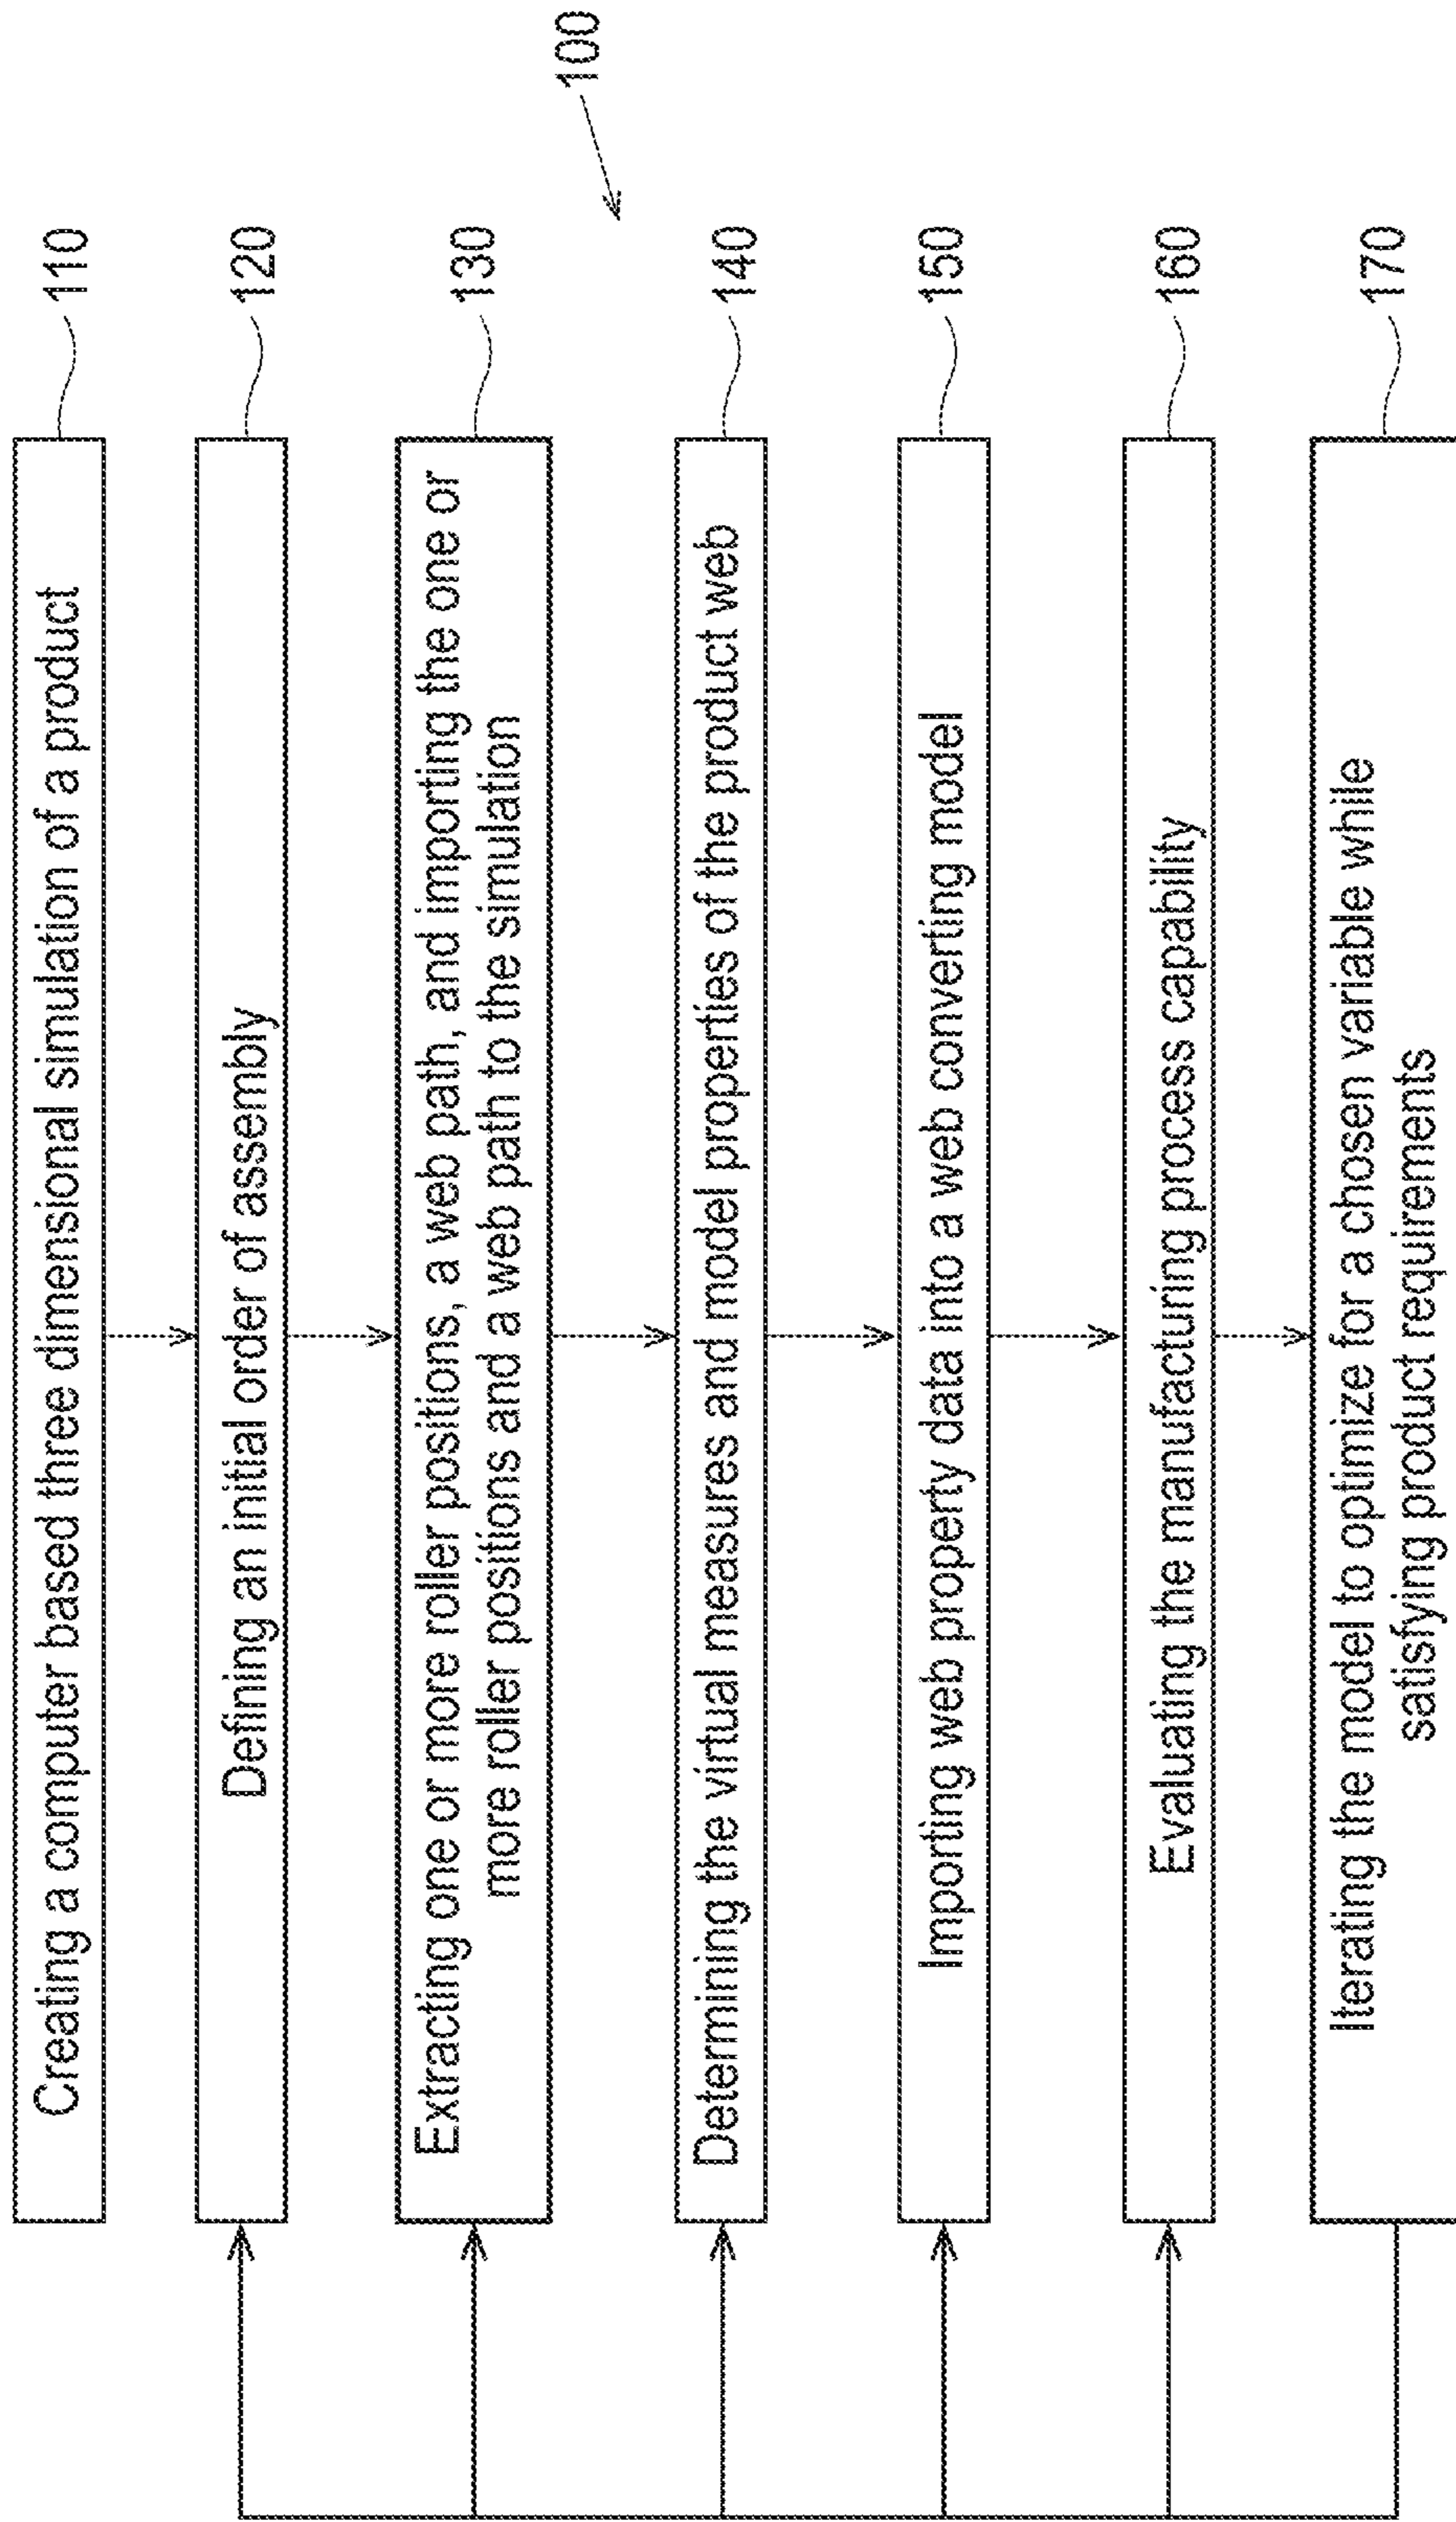 100
Creating a computer based three dimensional simulation of a product
110
Defining an initial order of assembly
120
Extracting one or more roller positions, a web path, and importing the one or
more roller positions and a web path to the simulation
130
Determining the virtual measures and model properties of the product web
140
Importing web property data into a web converting model
150
Evaluating the manufacturing process capability
160
Iterating the model to optimize for a chosen variable while
satisfying product requirements
170